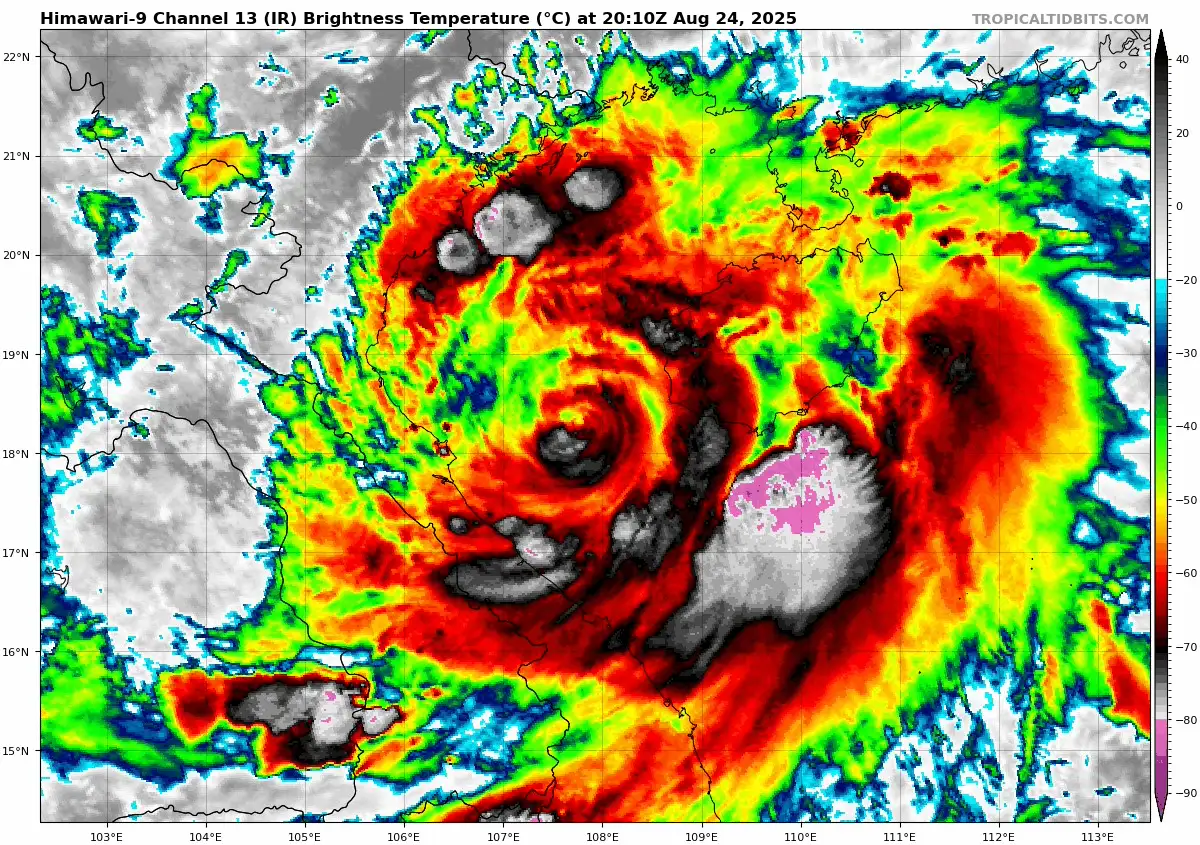 Himawari-9 Channel 13 (IR) Brightness Temperature (°C) at 20:10Z Aug 24, 2025
TROPICALTIDBITS.COM
22°N
21°N
20°N
19°N
18°N
17°N
16°N
15°N
103°E 104°E 105°E 106°E 107°E 108°E 109°E 110°E 111°E 112°E 113°E
40
20
0
−20
−30
−40
−50
−60
−70
−80
−90